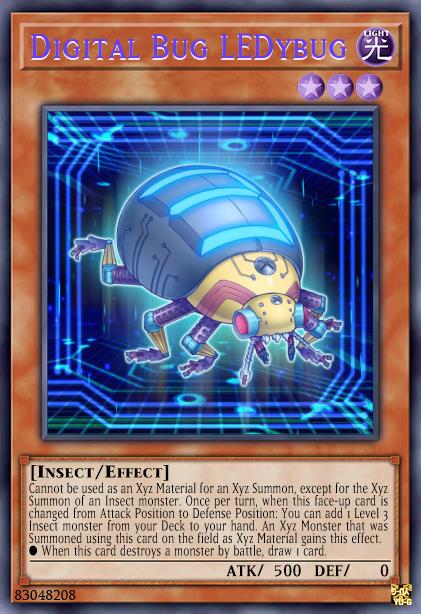 Digital Bug LEDybug
LIGHT
光
[Insect/Effect]
Cannot be used as an Xyz Material for an Xyz Summon, except for the Xyz
Summon of an Insect monster. Once per turn, when this face-up card is
changed from Attack Position to Defense Position: You can add 1 Level 3
Insect monster from your Deck to your hand. An Xyz Monster that was
Summoned using this card on the field as Xyz Material gains this effect.
● When this card destroys a monster by battle, draw 1 card.
ATK/ 500 DEF/ 0
83048208